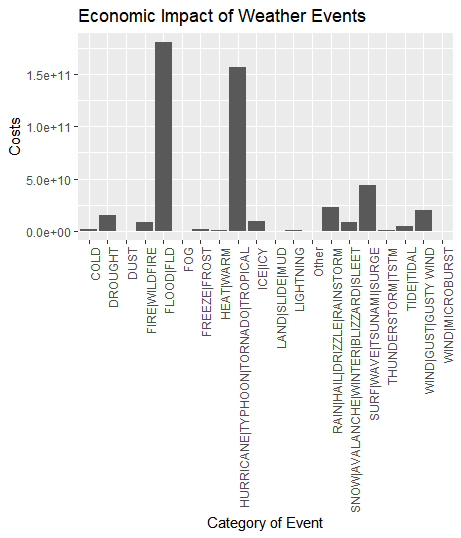 Economic Impact of Weather Events
Costs
1.5e+11
1.0e+11
5.0e+10
0.0e+00
COLD
DROUGHT
DUST
FIRE|WILDFIRE
FLOOD|FLD
FOG
FREEZE|FROST
HEAT|WARM
HURRICANE|TYPHOON|TORNADO|TROPICAL
ICE|ICY
LAND|SLIDE|MUD
LIGHTNING
Other
RAIN|HAIL|DRIZZLE|RAINSTORM
SNOW|AVALANCHE|WINTER|BLIZZARD|SLEET
SURF|WAVE|TSUNAMI|SURGE
THUNDERSTORM|TSTM
TIDE|TIDAL
WIND|GUST|GUSTY WIND
WIND|MICROBURST
Category of Event